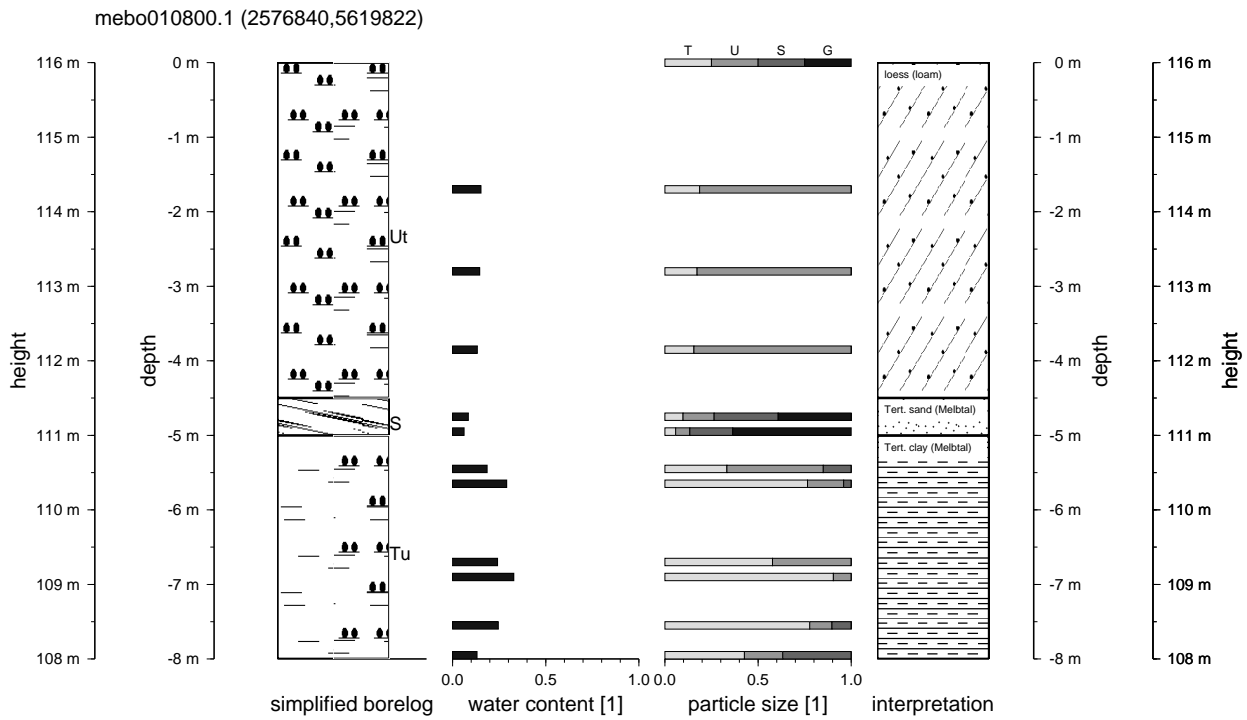 mebo010800.1 (2576840,5619822)
T U S G
116 m 0 m 0 m 116 m
loess (loam)
115 m -1 m -1 m 115 m
114 m -2 m -2 m 114 m
Ut
113 m -3 m -3 m 113 m
112 m -4 m -4 m 112 m
height depth depth height
Tert. sand (Melbtal)
S
111 m -5 m -5 m 111 m
Tert. clay (Melbtal)
110 m -6 m -6 m 110 m
Tu
109 m -7 m -7 m 109 m
108 m -8 m -8 m 108 m
0.0 0.5 1.0 0.0 0.5 1.0
simplified borelog water content [1] particle size [1] interpretation